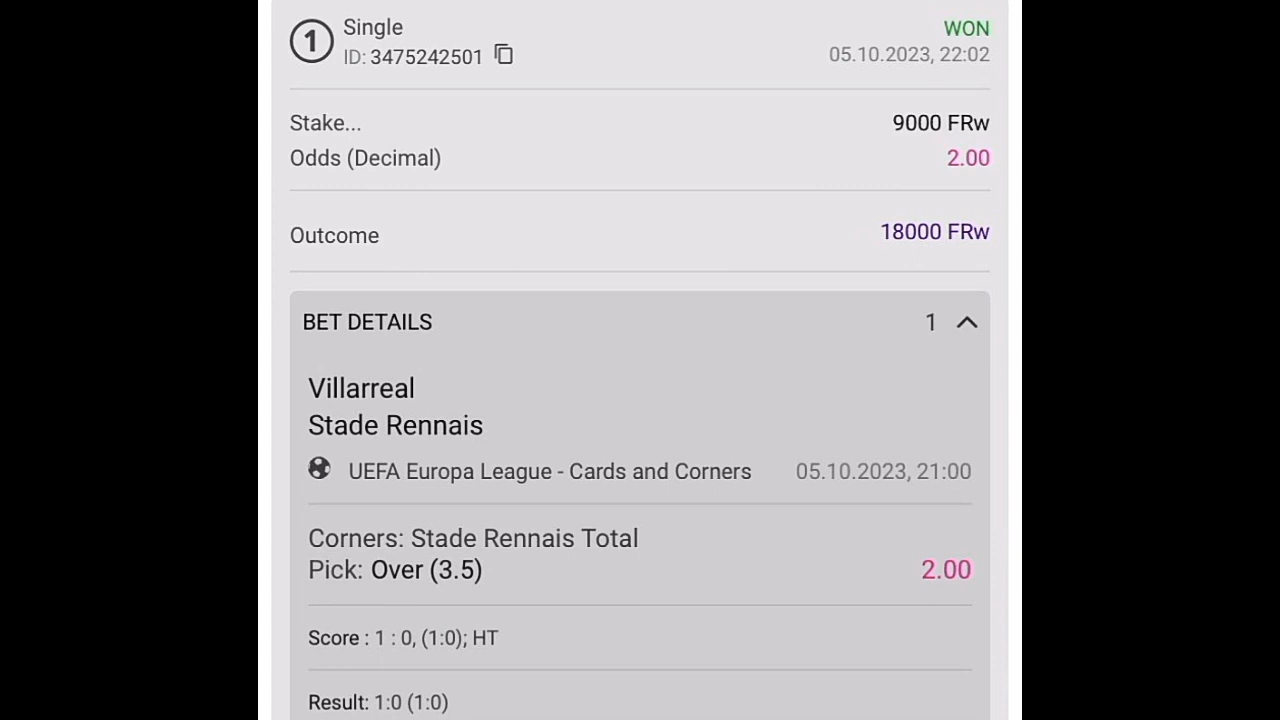 1 Single WON
ID: 3475242501 05.10.2023, 22:02
Stake... 9000 FRw
Odds (Decimal) 2.00
Outcome 18000 FRw
BET DETAILS 1
Villarreal
Stade Rennais
UEFA Europa League - Cards and Corners 05.10.2023, 21:00
Corners: Stade Rennais Total
Pick: Over (3.5) 2.00
Score : 1 : 0, (1:0); HT
Result: 1:0 (1:0)